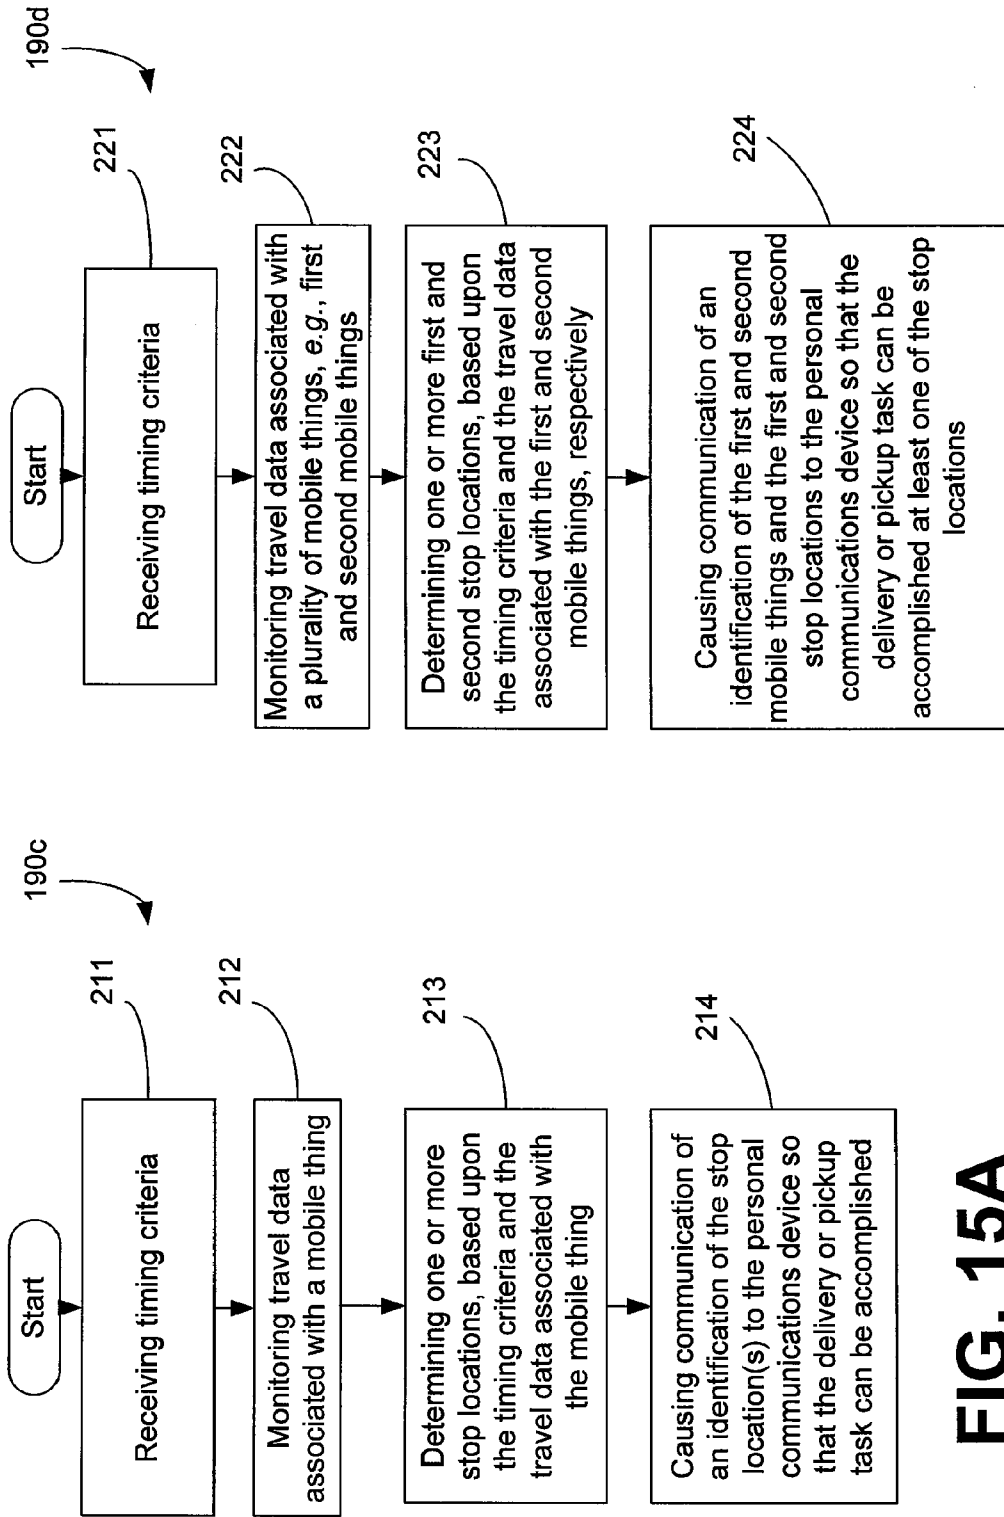 190c
Start
211
Receiving timing criteria
212
Monitoring travel data
associated with a mobile thing
213
Determining one or more
stop locations, based upon
the timing criteria and the
travel data associated with
the mobile thing
214
Causing communication of
an identification of the stop
location(s) to the personal
communications device so
that the delivery or pickup
task can be accomplished
FIG. 15A
190d
Start
221
Receiving timing criteria
222
Monitoring travel data associated with
a plurality of mobile things, e.g., first
and second mobile things
223
Determining one or more first and
second stop locations, based upon
the timing criteria and the travel data
associated with the first and second
mobile things, respectively
224
Causing communication of an
identification of the first and second
mobile things and the first and second
stop locations to the personal
communications device so that the
delivery or pickup task can be
accomplished at least one of the stop
locations